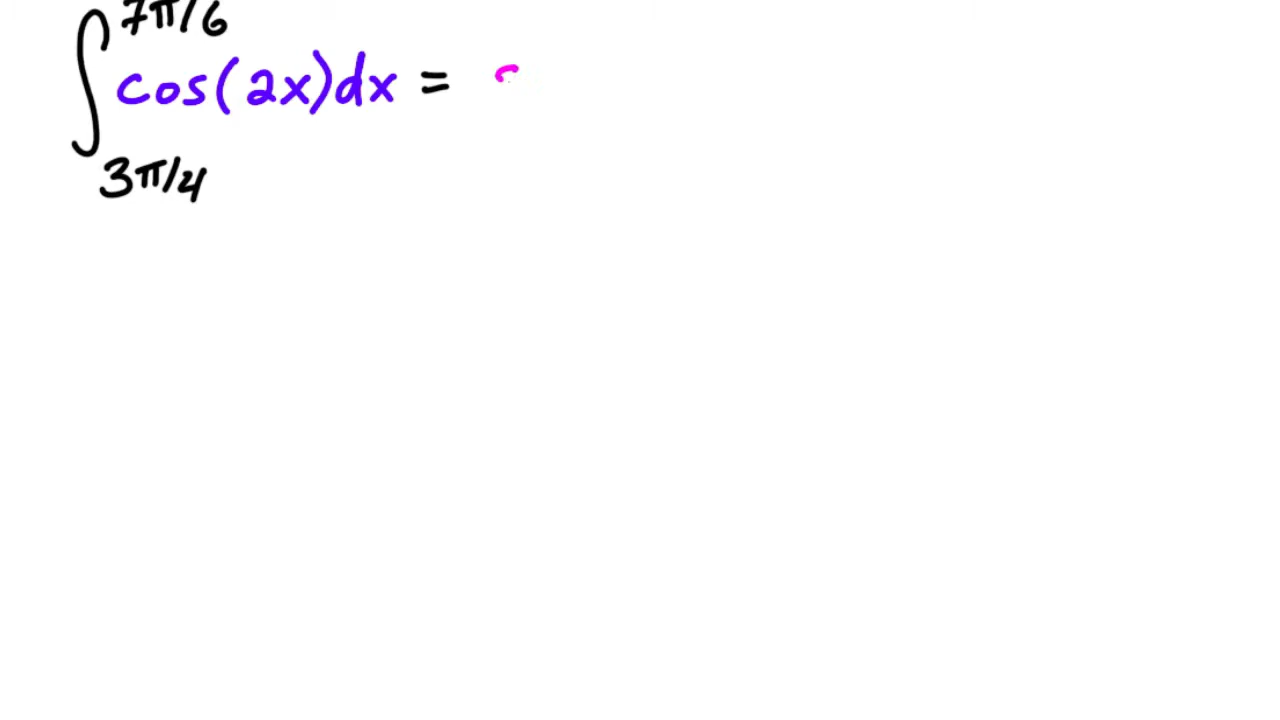 ∫_{3π/4}^{7π/6} cos(2x)dx =